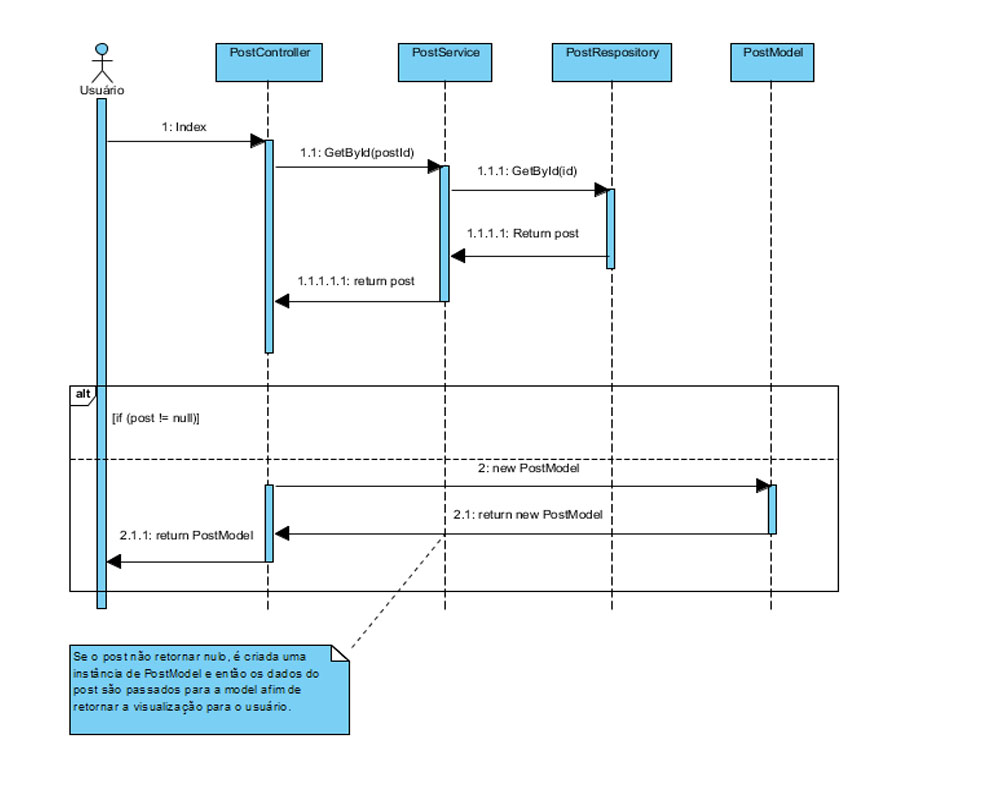 Usuário
PostController
PostService
PostRespository
PostModel
1: Index
1.1: GetById(postId)
1.1.1: GetById(id)
1.1.1.1: Return post
1.1.1.1.1: return post
alt
[if (post != null)]
2: new PostModel
2.1: return new PostModel
2.1.1: return PostModel
Se o post não retornar nulo, é criada uma
instância de PostModel e então os dados do
post são passados para a model afim de
retornar a visualização para o usuário.